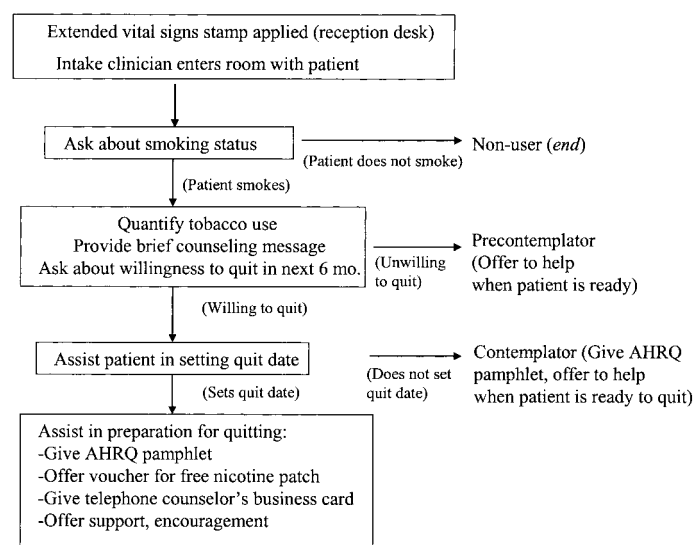 Extended vital signs stamp applied (reception desk)
Intake clinician enters room with patient
Ask about smoking status
(Patient does not smoke)
Non-user (end)
(Patient smokes)
Quantify tobacco use
Provide brief counseling message
Ask about willingness to quit in next 6 mo.
(Unwilling
to quit)
Precontemplator
(Offer to help
when patient is ready)
(Willing to quit)
Assist patient in setting quit date
(Does not set
quit date)
Contemplator (Give AHRQ
pamphlet, offer to help
when patient is ready to quit)
(Sets quit date)
Assist in preparation for quitting:
-Give AHRQ pamphlet
-Offer voucher for free nicotine patch
-Give telephone counselor's business card
-Offer support, encouragement